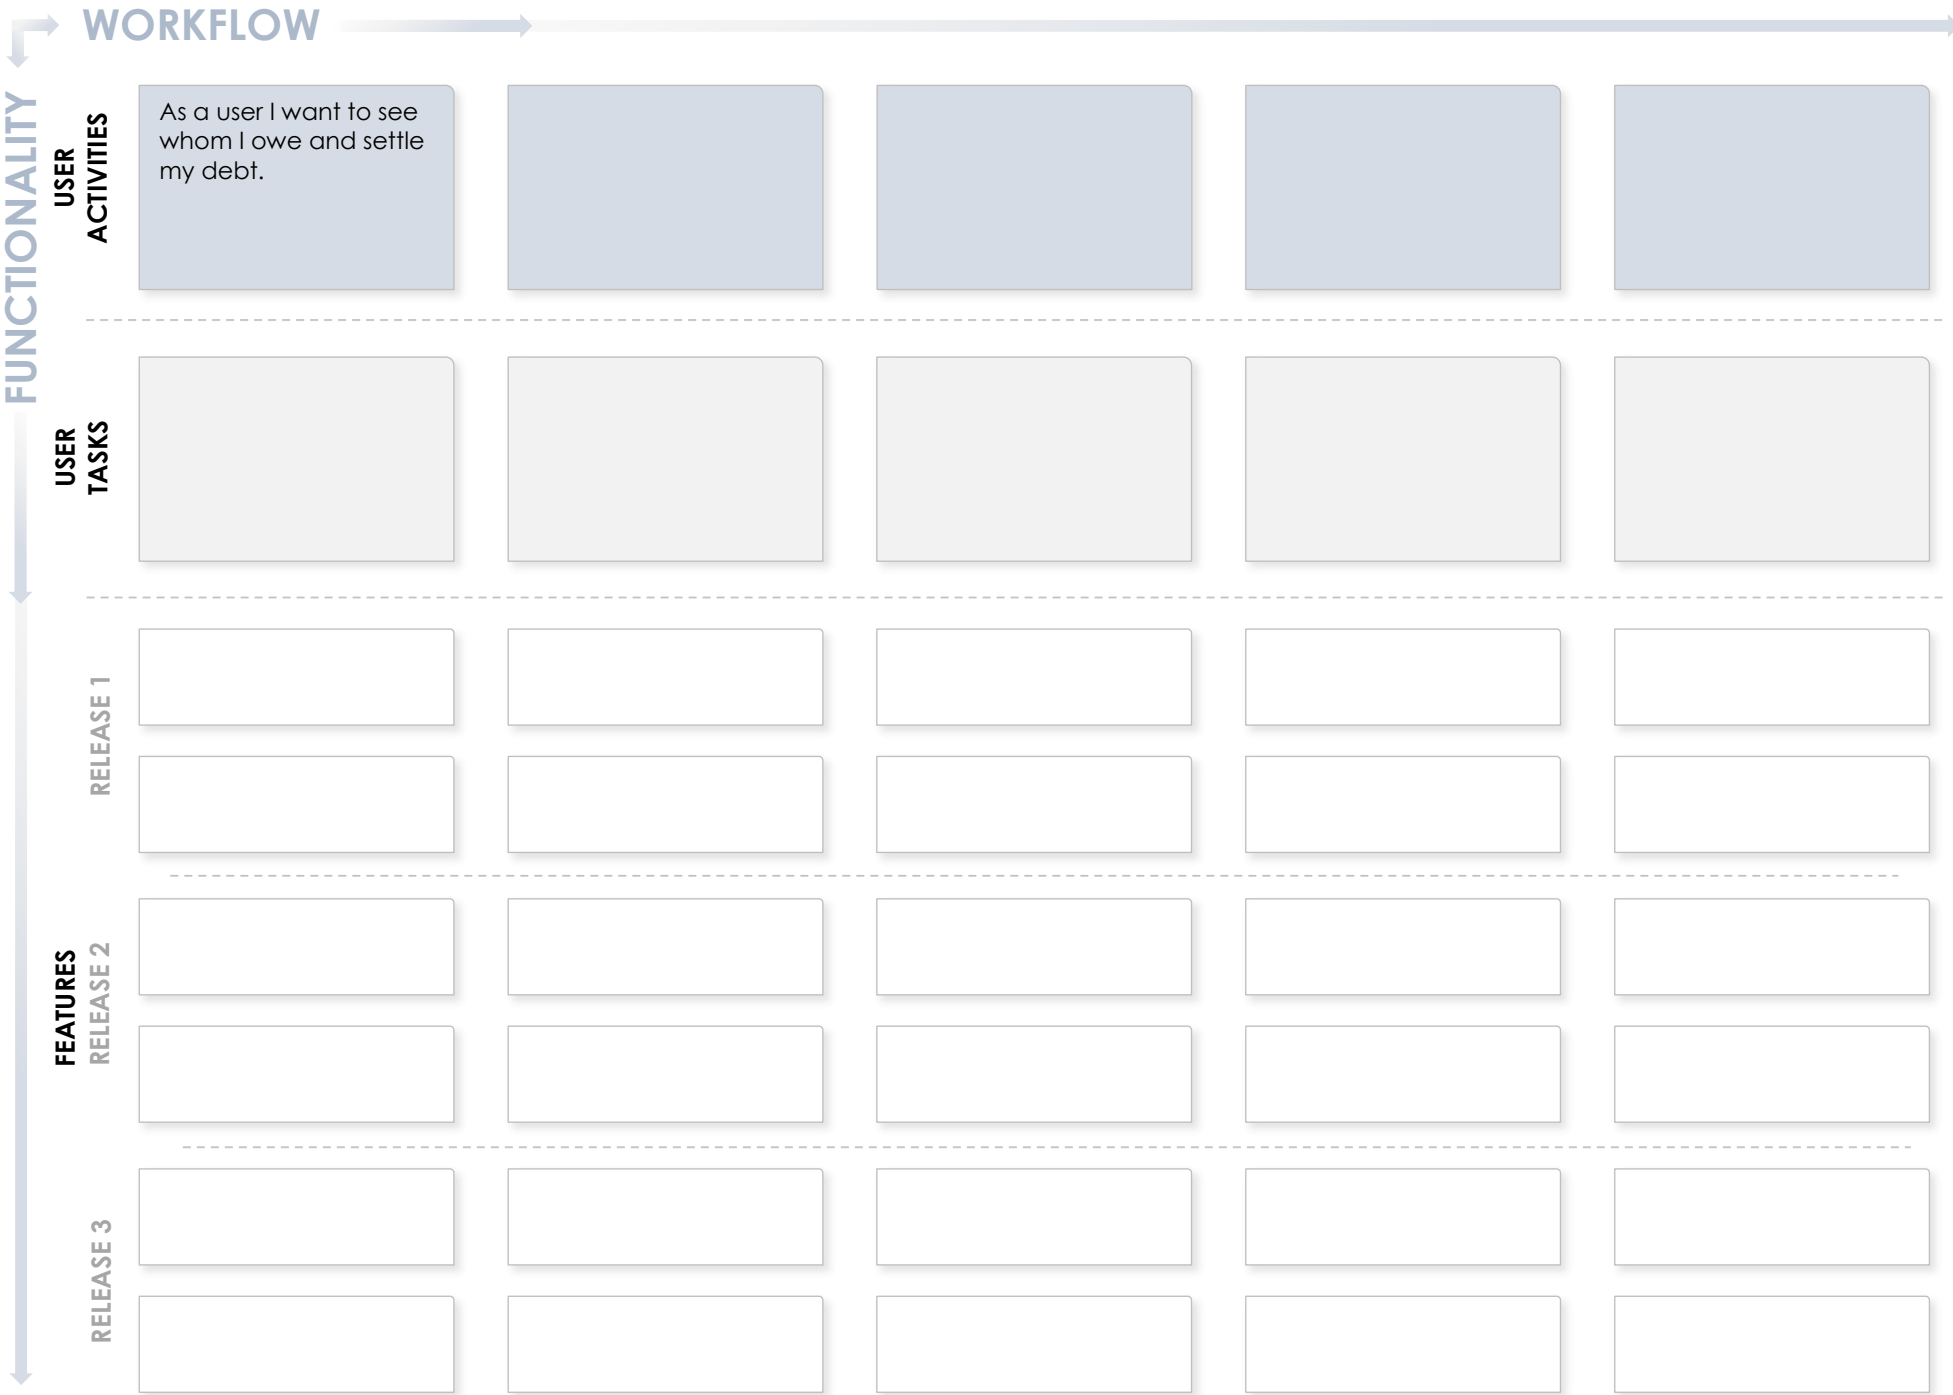 WORKFLOW
FUNCTIONALITY
USER
ACTIVITIES
As a user I want to see
whom I owe and settle
my debt.
USER
TASKS
FEATURES
RELEASE 1
RELEASE 2
RELEASE 3